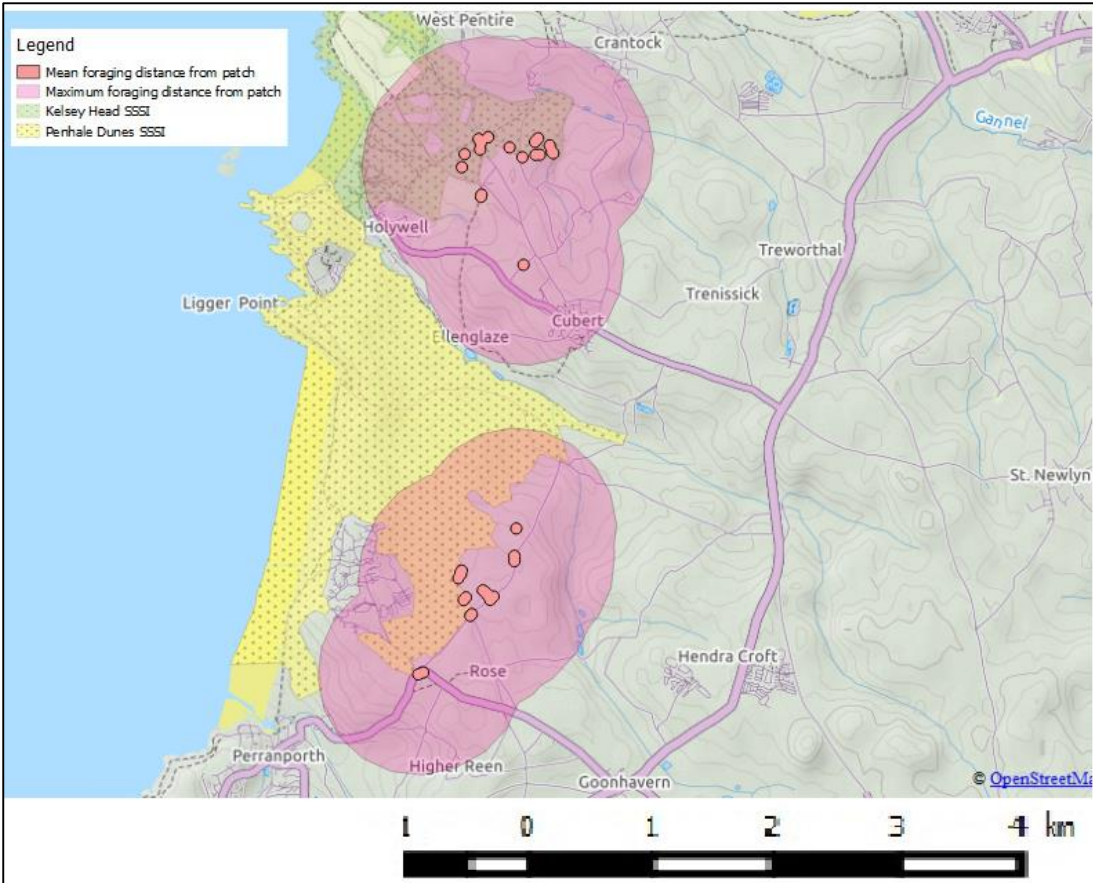 West Pentire
Legend
Mean foraging distance from patch
Maximum foraging distance from patch
Kelsey Head SSSI
Penhale Dunes SSSI
Crantock
Gannel
Holywell
Treworthal
Trenissick
Ligger Point
Cubert
Ellenglaze
St. Newlyn
Rose
Hendra Croft
Perranporth
Higher Reen
Goonhavern
© OpenStreetMa
1 0 1 2 3 4 km